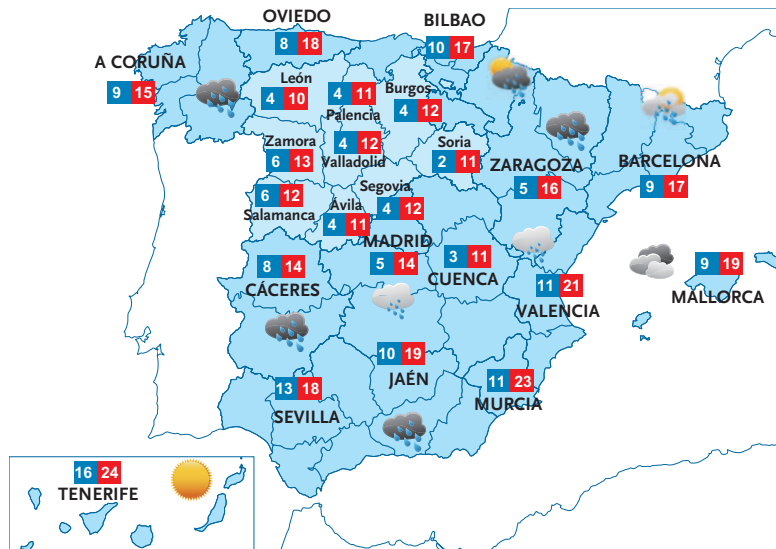 OVIEDO
8 18
BILBAO
10 17
A CORUÑA
9 15
León
4 10
4 11
Palencia
Burgos
4 12
Zamora
6 13
4 12
Valladolid
Soria
2 11
ZARAGOZA
5 16
BARCELONA
9 17
6 12
Salamanca
Ávila
4 11
Segovia
4 12
MADRID
5 14
3 11
CUENCA
8 14
CÁCERES
11 21
VALENCIA
9 19
MALLORCA
10 19
JAÉN
11 23
MURCIA
13 18
SEVILLA
16 24
TENERIFE